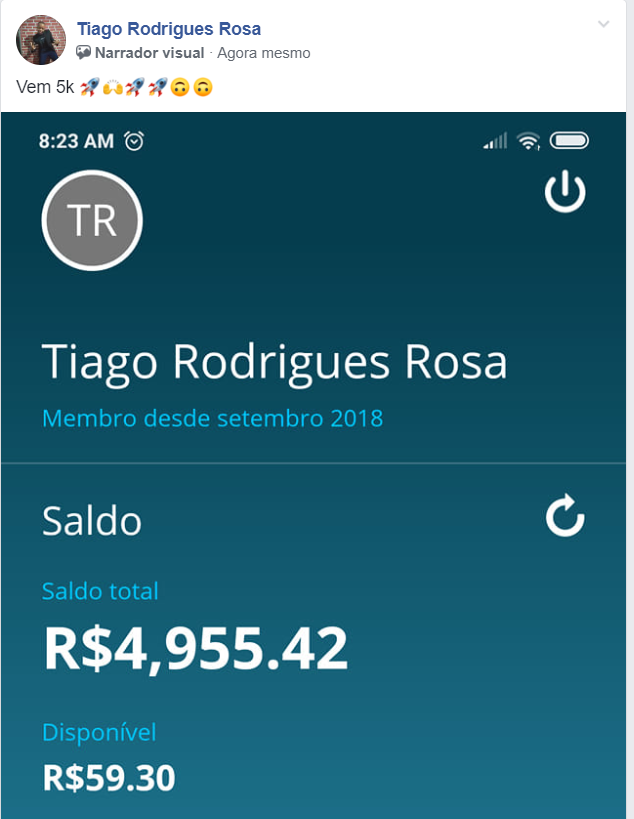 Tiago Rodrigues Rosa
Narrador visual · Agora mesmo
Vem 5k 🚀🙌🚀🚀🙃🙃
8:23 AM
TR
Tiago Rodrigues Rosa
Membro desde setembro 2018
Saldo
Saldo total
R$4,955.42
Disponível
R$59.30